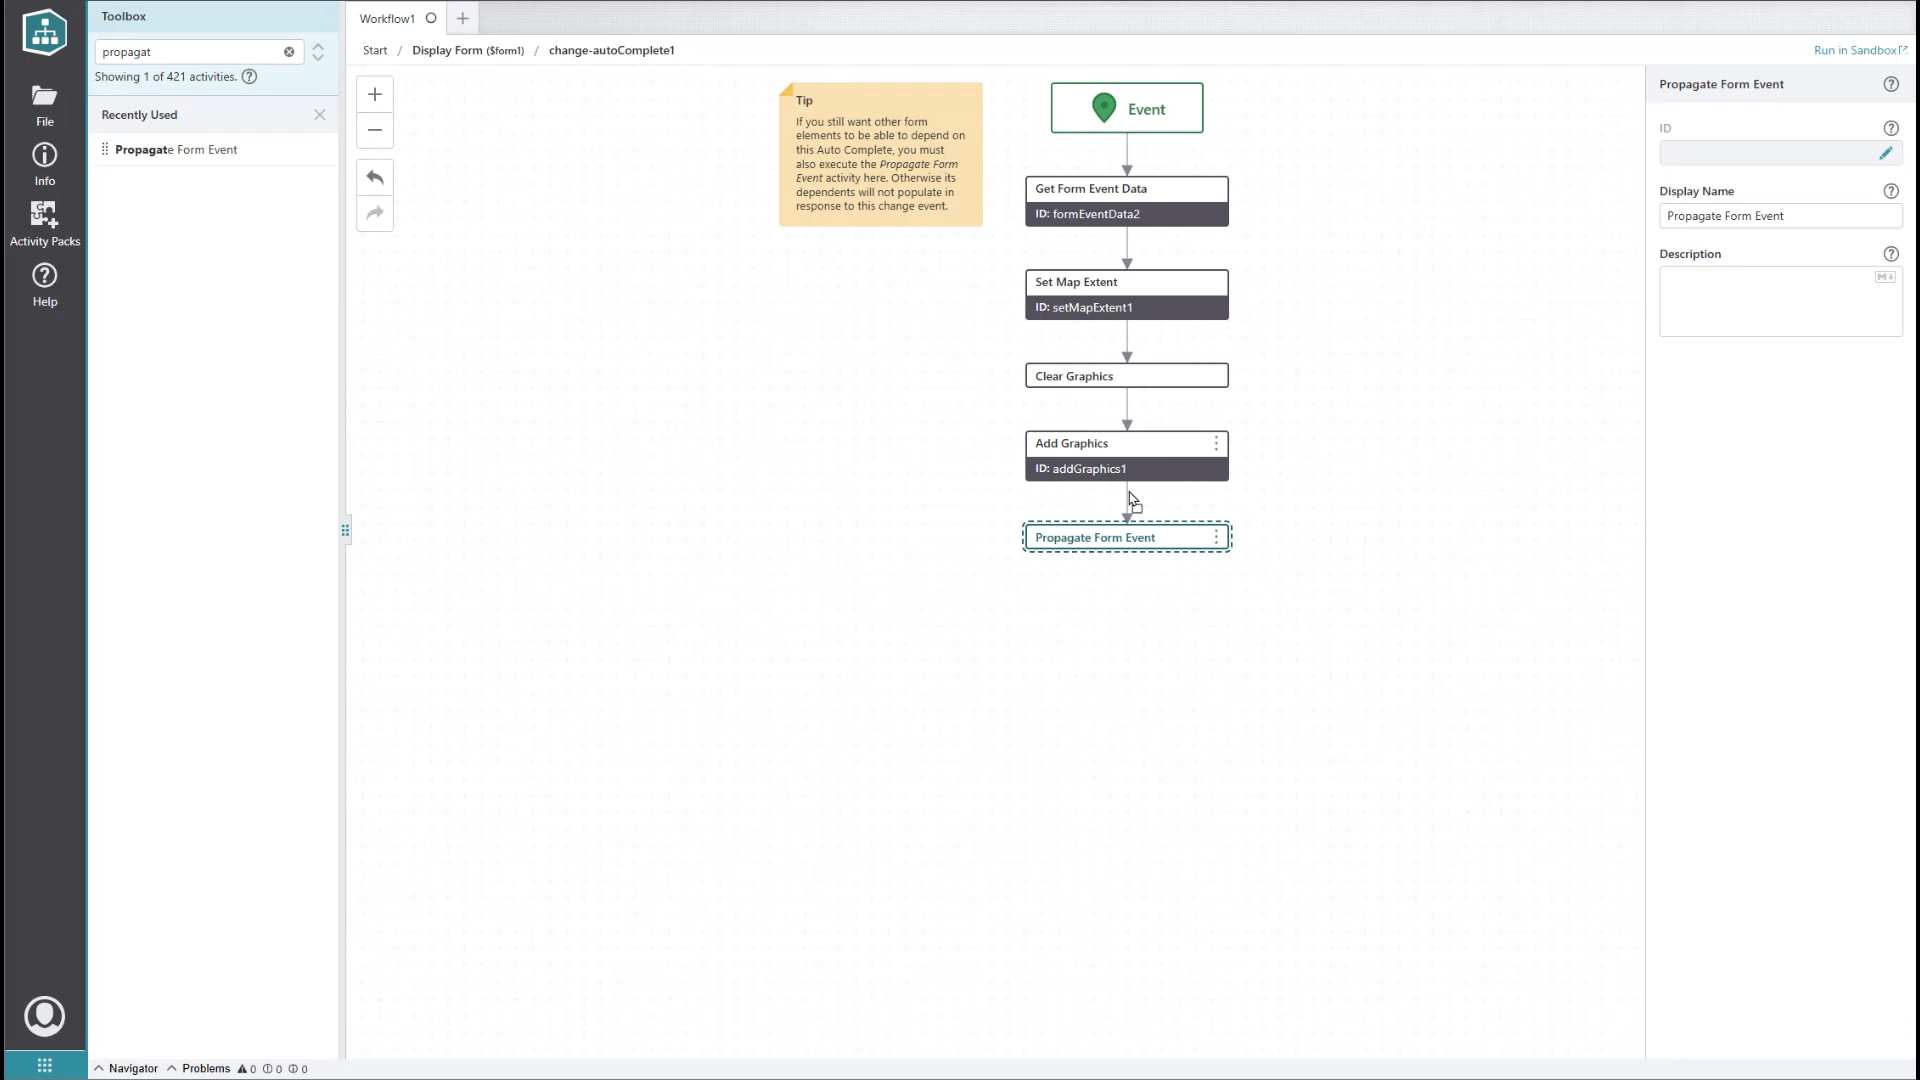 Toolbox
propagat
Showing 1 of 421 activities.
Recently Used
Propagate Form Event
File
Info
Activity Packs
Help
Workflow1
Start / Display Form ($form1) / change-autoComplete1
Run in Sandbox
Tip
If you still want other form
elements to be able to depend on
this Auto Complete, you must
also execute the Propagate Form
Event activity here. Otherwise its
dependents will not populate in
response to this change event.
Event
Get Form Event Data
ID: formEventData2
Set Map Extent
ID: setMapExtent1
Clear Graphics
Add Graphics
ID: addGraphics1
Propagate Form Event
Propagate Form Event
ID
Display Name
Propagate Form Event
Description
M
Navigator
Problems 0 0 0